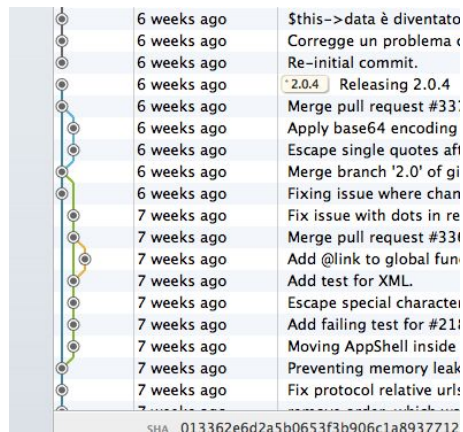 6 weeks ago $this->data è diventato
6 weeks ago Corregge un problema
6 weeks ago Re-initial commit.
6 weeks ago 2.0.4 Releasing 2.0.4
6 weeks ago Merge pull request #337
6 weeks ago Apply base64 encoding
6 weeks ago Escape single quotes aft
6 weeks ago Merge branch '2.0' of gi
6 weeks ago Fixing issue where chan
7 weeks ago Fix issue with dots in re
7 weeks ago Merge pull request #336
7 weeks ago Add @link to global fun
7 weeks ago Add test for XML.
7 weeks ago Escape special character
7 weeks ago Add failing test for #218
7 weeks ago Moving AppShell inside
7 weeks ago Preventing memory leak
7 weeks ago Fix protocol relative urls
SHA 013362e6d2a5b0653f3b906c1a8937712